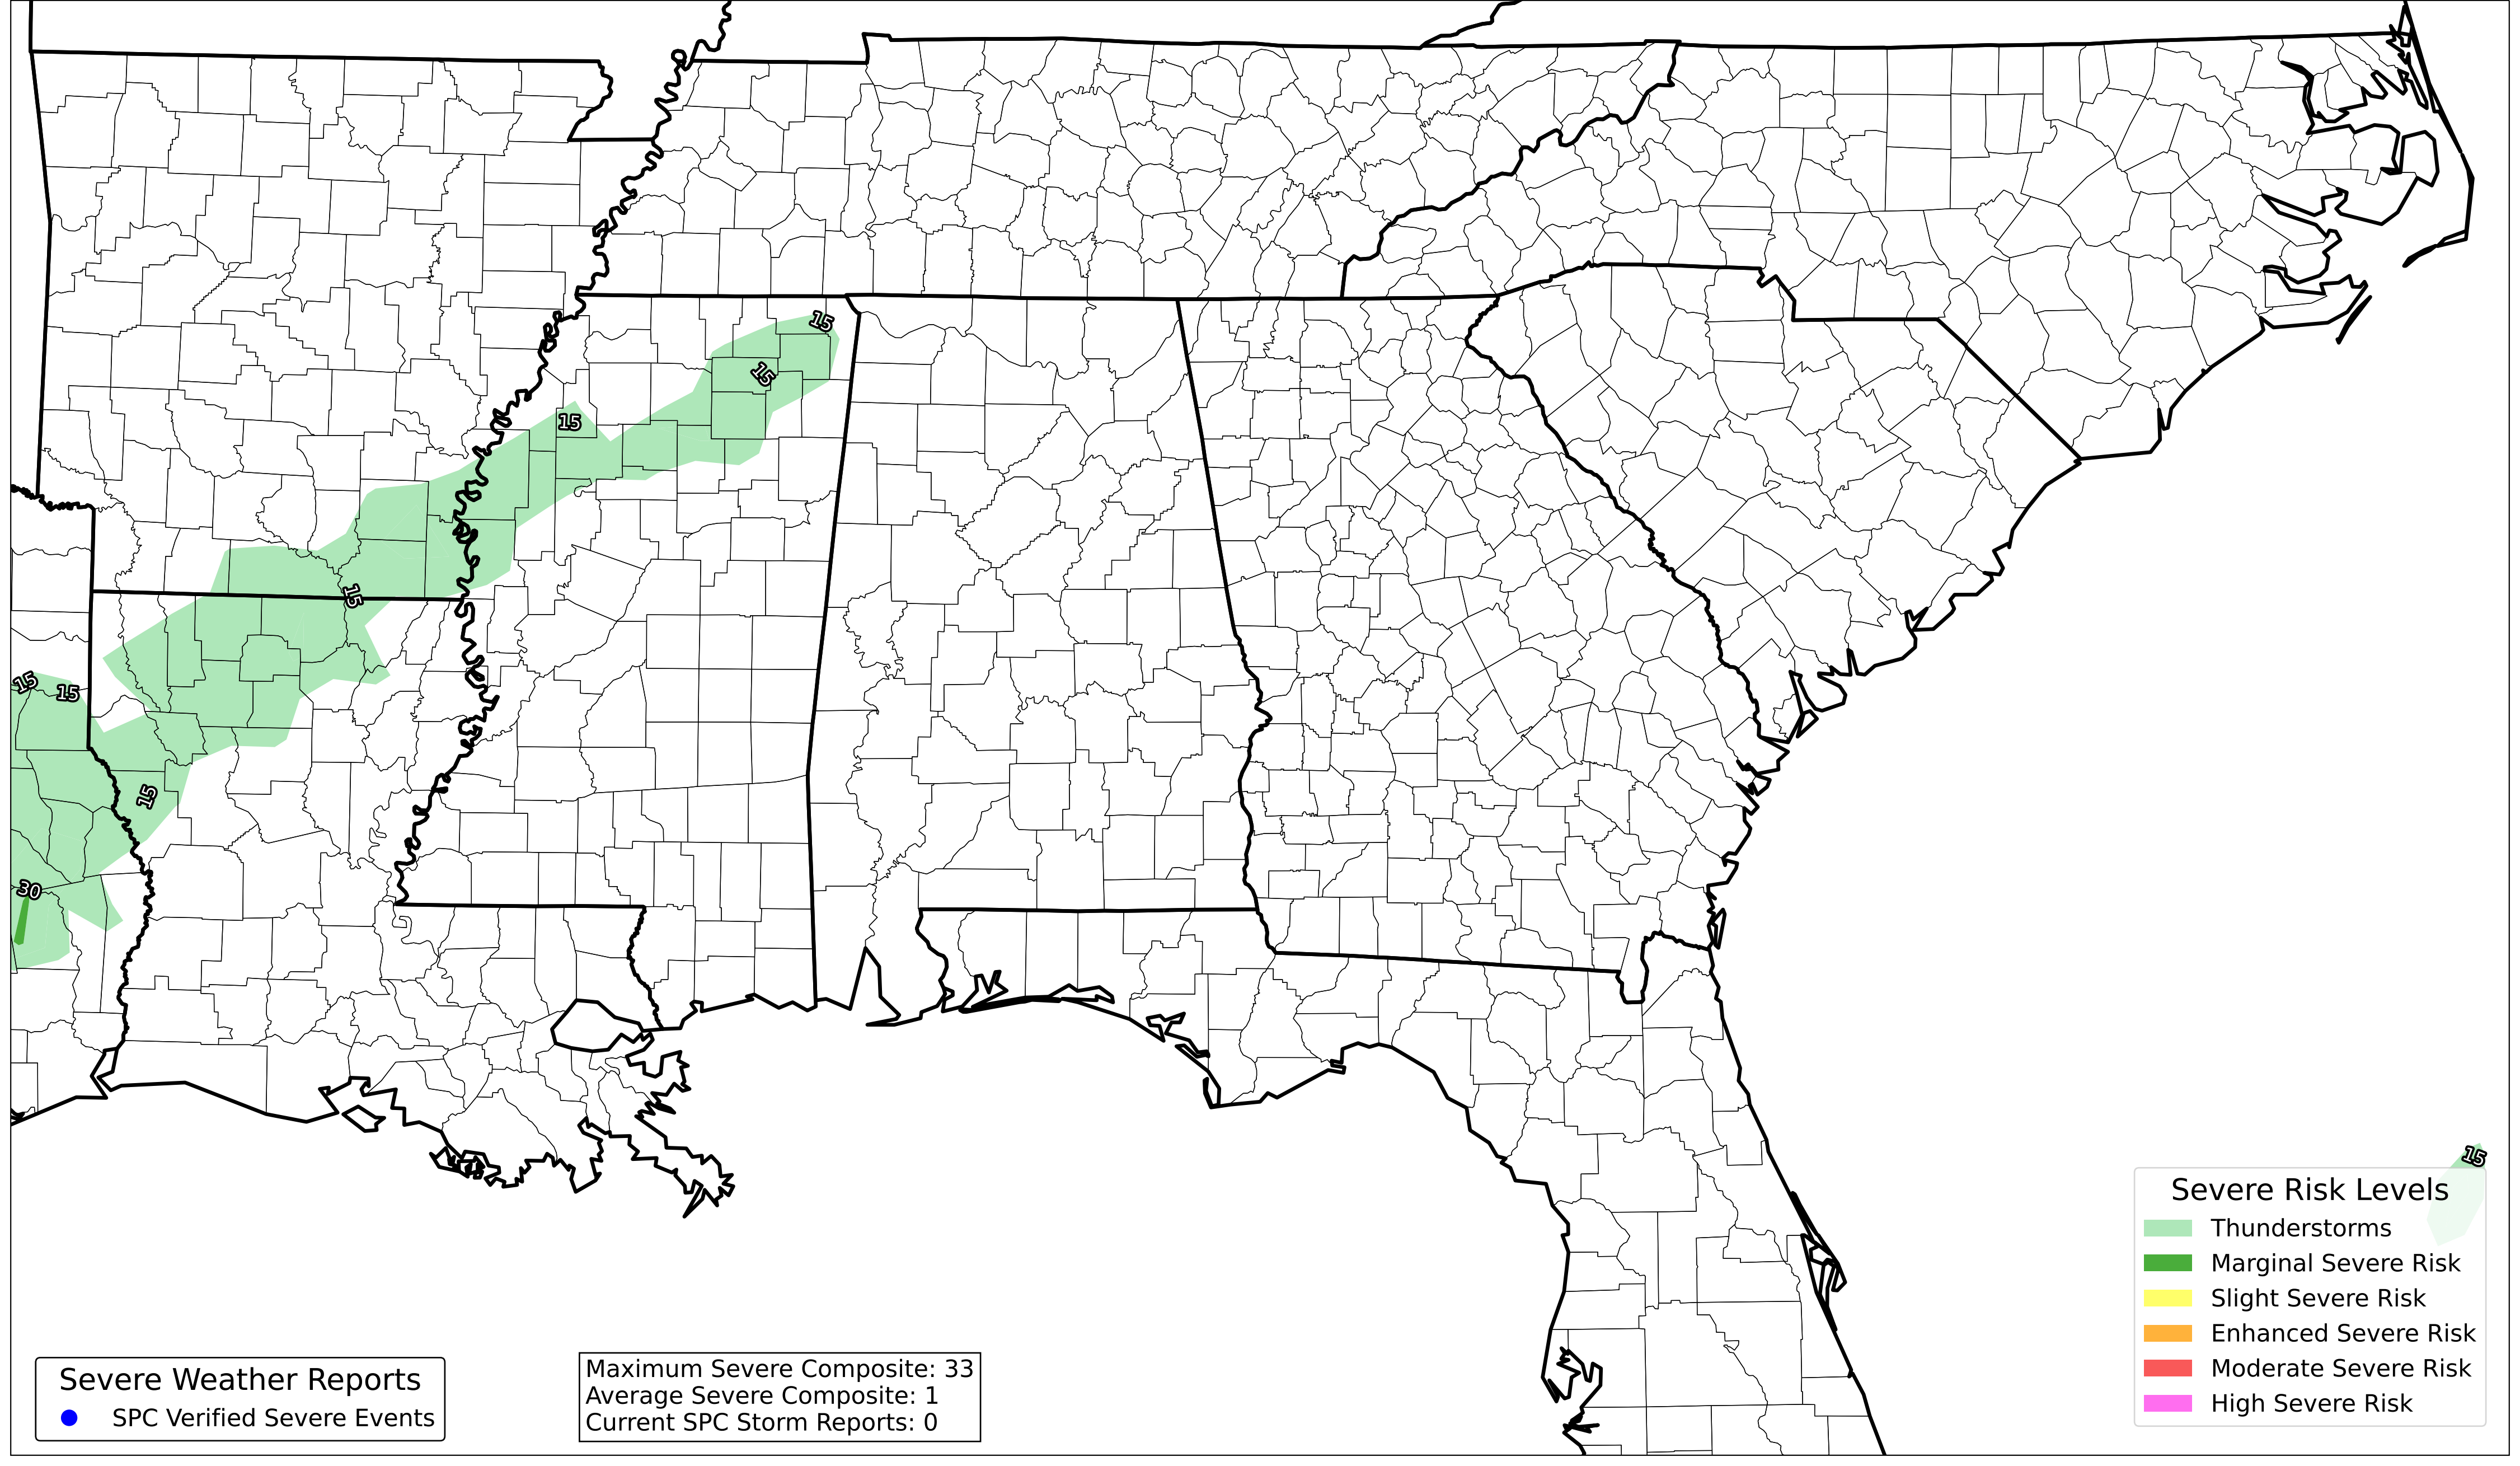 15
15
15
15
15
15
15
30
15
Severe Risk Levels
Thunderstorms
Marginal Severe Risk
Slight Severe Risk
Enhanced Severe Risk
Moderate Severe Risk
High Severe Risk
Severe Weather Reports
SPC Verified Severe Events
Maximum Severe Composite: 33
Average Severe Composite: 1
Current SPC Storm Reports: 0